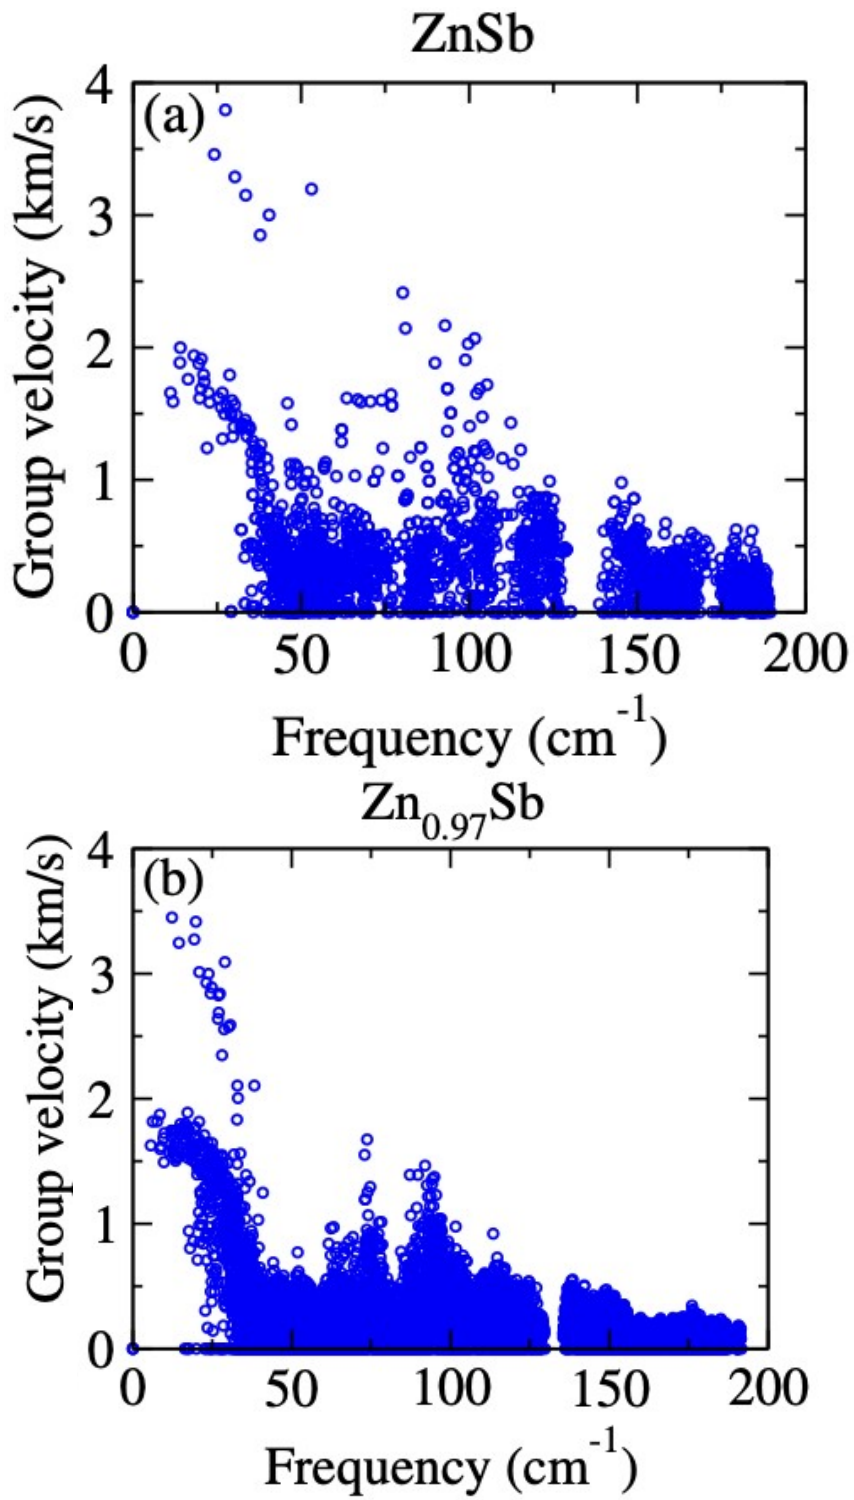 ZnSb
(a)
4
3
2
1
0
Group velocity (km/s)
0 50 100 150 200
Frequency (cm⁻¹)
Zn₀.₉₇Sb
(b)
4
3
2
1
0
Group velocity (km/s)
0 50 100 150 200
Frequency (cm⁻¹)